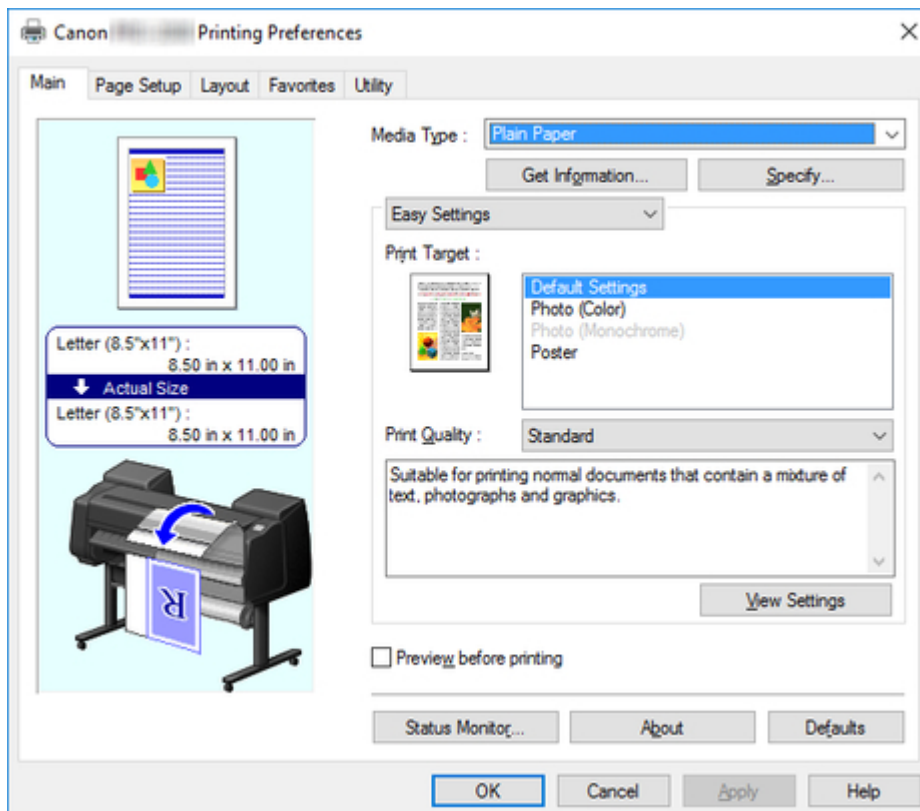 Canon Printing Preferences
Main Page Setup Layout Favorites Utility
Media Type : Plain Paper
Get Information... Specify...
Easy Settings
Print Target :
Default Settings
Photo (Color)
Photo (Monochrome)
Poster
Letter (8.5"x11") :
8.50 in x 11.00 in
Actual Size
Letter (8.5"x11") :
8.50 in x 11.00 in
R
Print Quality : Standard
Suitable for printing normal documents that contain a mixture of
text, photographs and graphics.
View Settings
Preview before printing
Status Monitor... About Defaults
OK Cancel Apply Help